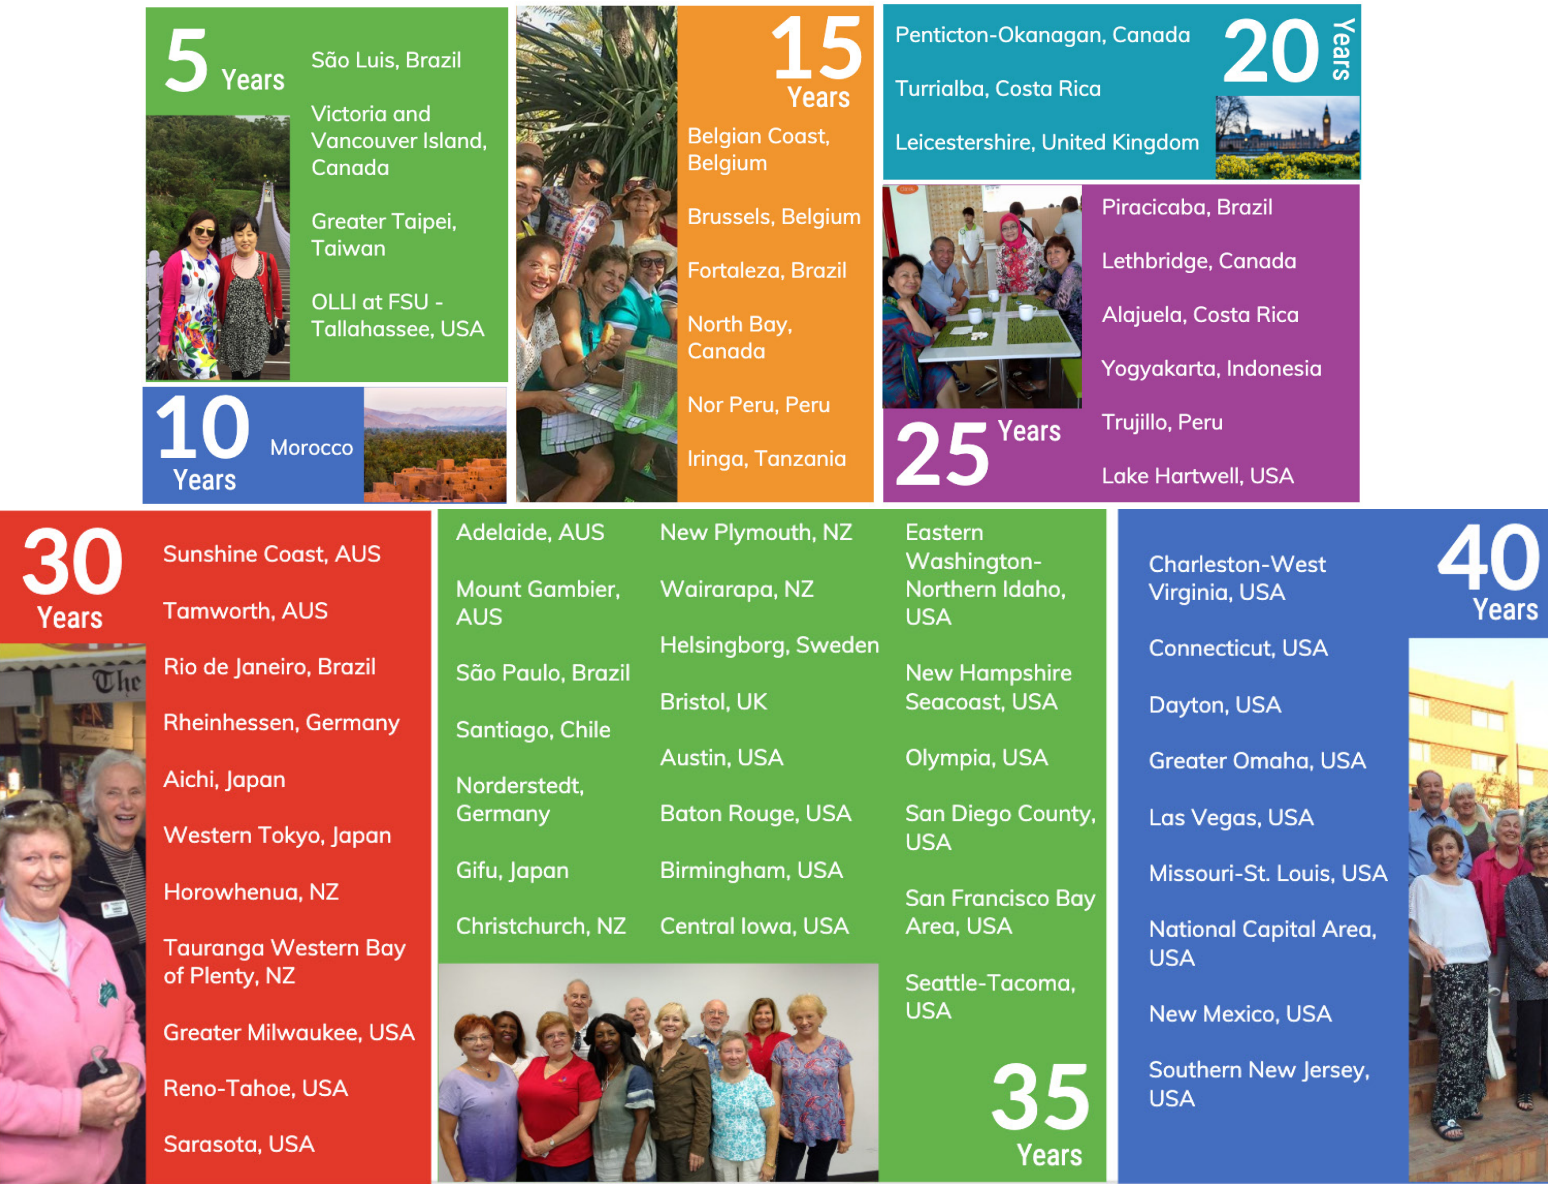 5 Years
São Luis, Brazil
Victoria and
Vancouver Island,
Canada
Greater Taipei,
Taiwan
OLLI at FSU -
Tallahassee, USA
10
Years
Morocco
15
Years
Belgian Coast,
Belgium
Brussels, Belgium
Fortaleza, Brazil
North Bay,
Canada
Nor Peru, Peru
Iringa, Tanzania
20 Years
Penticton-Okanagan, Canada
Turrialba, Costa Rica
Leicestershire, United Kingdom
Piracicaba, Brazil
Lethbridge, Canada
Alajuela, Costa Rica
Yogyakarta, Indonesia
Trujillo, Peru
Lake Hartwell, USA
25 Years
30
Years
The
Sunshine Coast, AUS
Tamworth, AUS
Rio de Janeiro, Brazil
Rheinhessen, Germany
Aichi, Japan
Western Tokyo, Japan
Horowhenua, NZ
Tauranga Western Bay
of Plenty, NZ
Greater Milwaukee, USA
Reno-Tahoe, USA
Sarasota, USA
Adelaide, AUS
Mount Gambier,
AUS
São Paulo, Brazil
Santiago, Chile
Norderstedt,
Germany
Gifu, Japan
Christchurch, NZ
New Plymouth, NZ
Wairarapa, NZ
Helsingborg, Sweden
Bristol, UK
Austin, USA
Baton Rouge, USA
Birmingham, USA
Central Iowa, USA
Eastern
Washington-
Northern Idaho,
USA
New Hampshire
Seacoast, USA
Olympia, USA
San Diego County,
USA
San Francisco Bay
Area, USA
Seattle-Tacoma,
USA
35
Years
40
Years
Charleston-West
Virginia, USA
Connecticut, USA
Dayton, USA
Greater Omaha, USA
Las Vegas, USA
Missouri-St. Louis, USA
National Capital Area,
USA
New Mexico, USA
Southern New Jersey,
USA